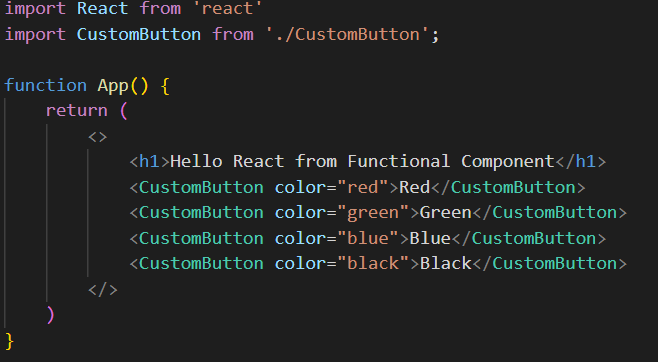 import React from 'react'
import CustomButton from './CustomButton';
function App() {
return (
<>
<h1>Hello React from Functional Component</h1>
<CustomButton color="red">Red</CustomButton>
<CustomButton color="green">Green</CustomButton>
<CustomButton color="blue">Blue</CustomButton>
<CustomButton color="black">Black</CustomButton>
</>
)
}